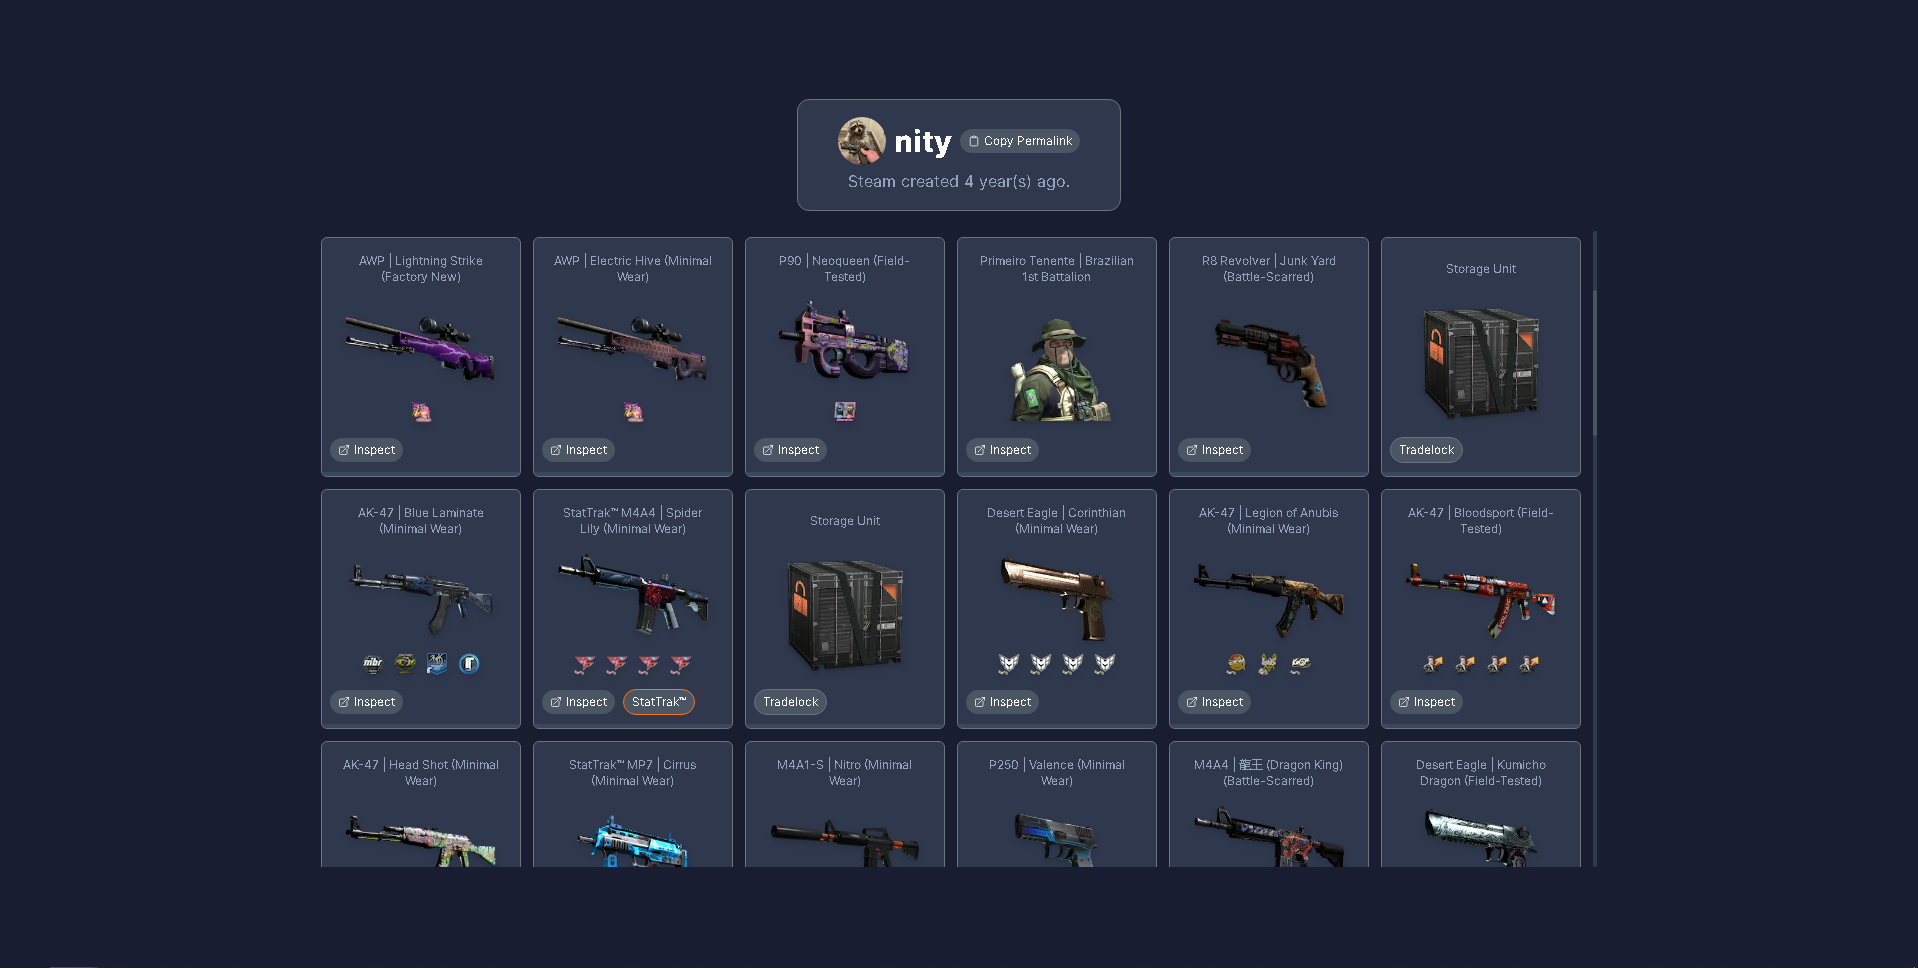 nity
Copy Permalink
Steam created 4 year(s) ago.
AWP | Lightning Strike
(Factory New)
Inspect
AWP | Electric Hive (Minimal
Wear)
Inspect
P90 | Neoqueen (Field-
Tested)
Inspect
Primeiro Tenente | Brazilian
1st Battalion
Inspect
R8 Revolver | Junk Yard
(Battle-Scarred)
Inspect
Storage Unit
Tradelock
AK-47 | Blue Laminate
(Minimal Wear)
mbr
Inspect
StatTrak™ M4A4 | Spider
Lily (Minimal Wear)
Inspect
StatTrak™
Storage Unit
Tradelock
Desert Eagle | Corinthian
(Minimal Wear)
Inspect
AK-47 | Legion of Anubis
(Minimal Wear)
Inspect
AK-47 | Bloodsport (Field-
Tested)
Inspect
AK-47 | Head Shot (Minimal
Wear)
StatTrak™ MP7 | Cirrus
(Minimal Wear)
M4A1-S | Nitro (Minimal
Wear)
P250 | Valence (Minimal
Wear)
M4A4 | 龍王 (Dragon King)
(Battle-Scarred)
Desert Eagle | Kumicho
Dragon (Field-Tested)